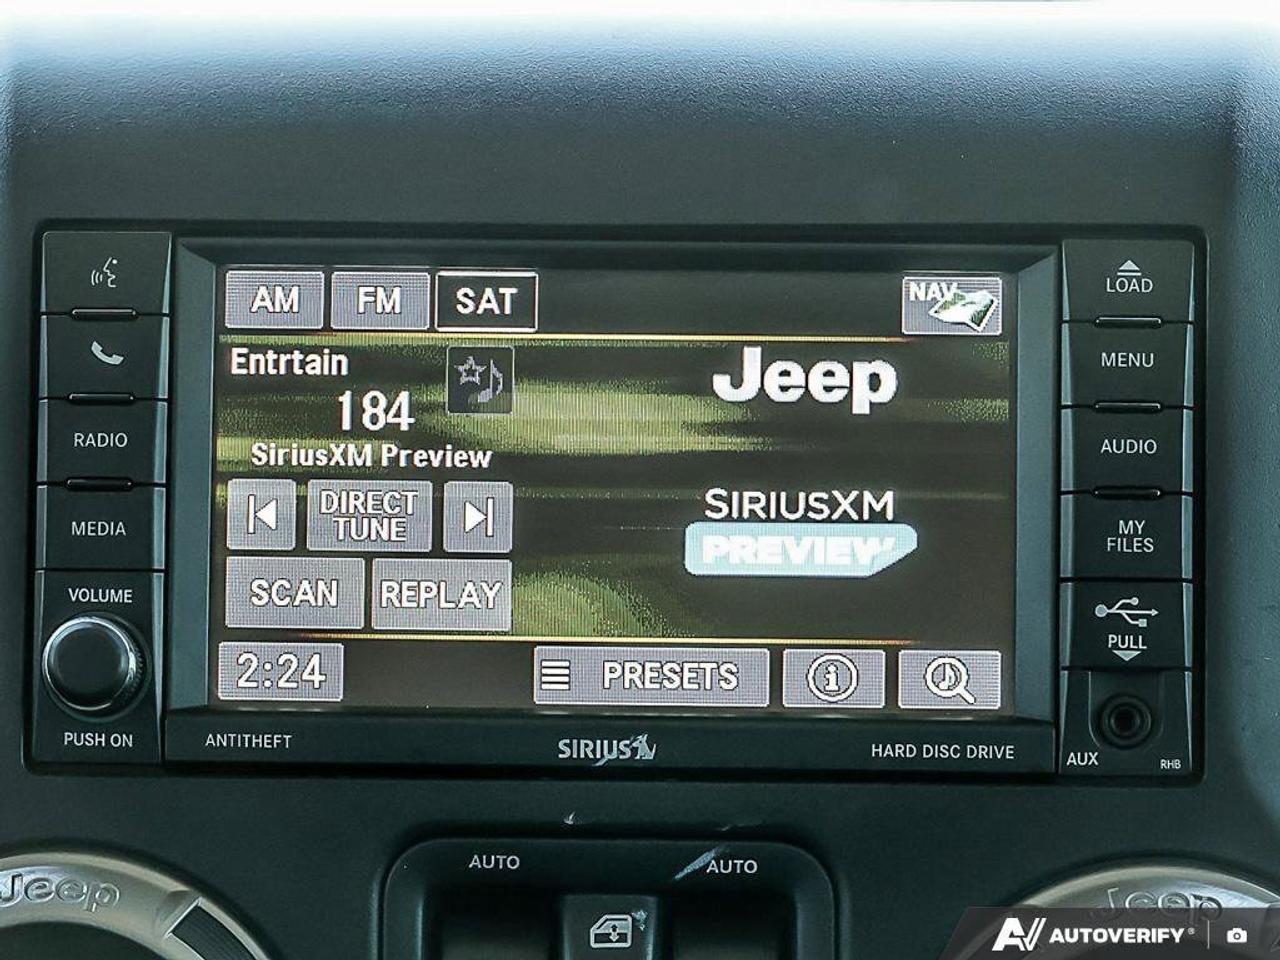 AM
FM
SAT
NAV
Entrtain
184
SiriusXM Preview
DIRECT
TUNE
SCAN
REPLAY
2:24
PRESETS
i
Jeep
SIRIUSXM
PREVIEW
RADIO
MEDIA
VOLUME
PUSH ON
LOAD
MENU
AUDIO
MY
FILES
PULL
AUX
RHB
ANTITHEFT
SIRIUS
HARD DISC DRIVE
AUTO
AUTO
Jeep
Jeep
AV AUTOVERIFY®